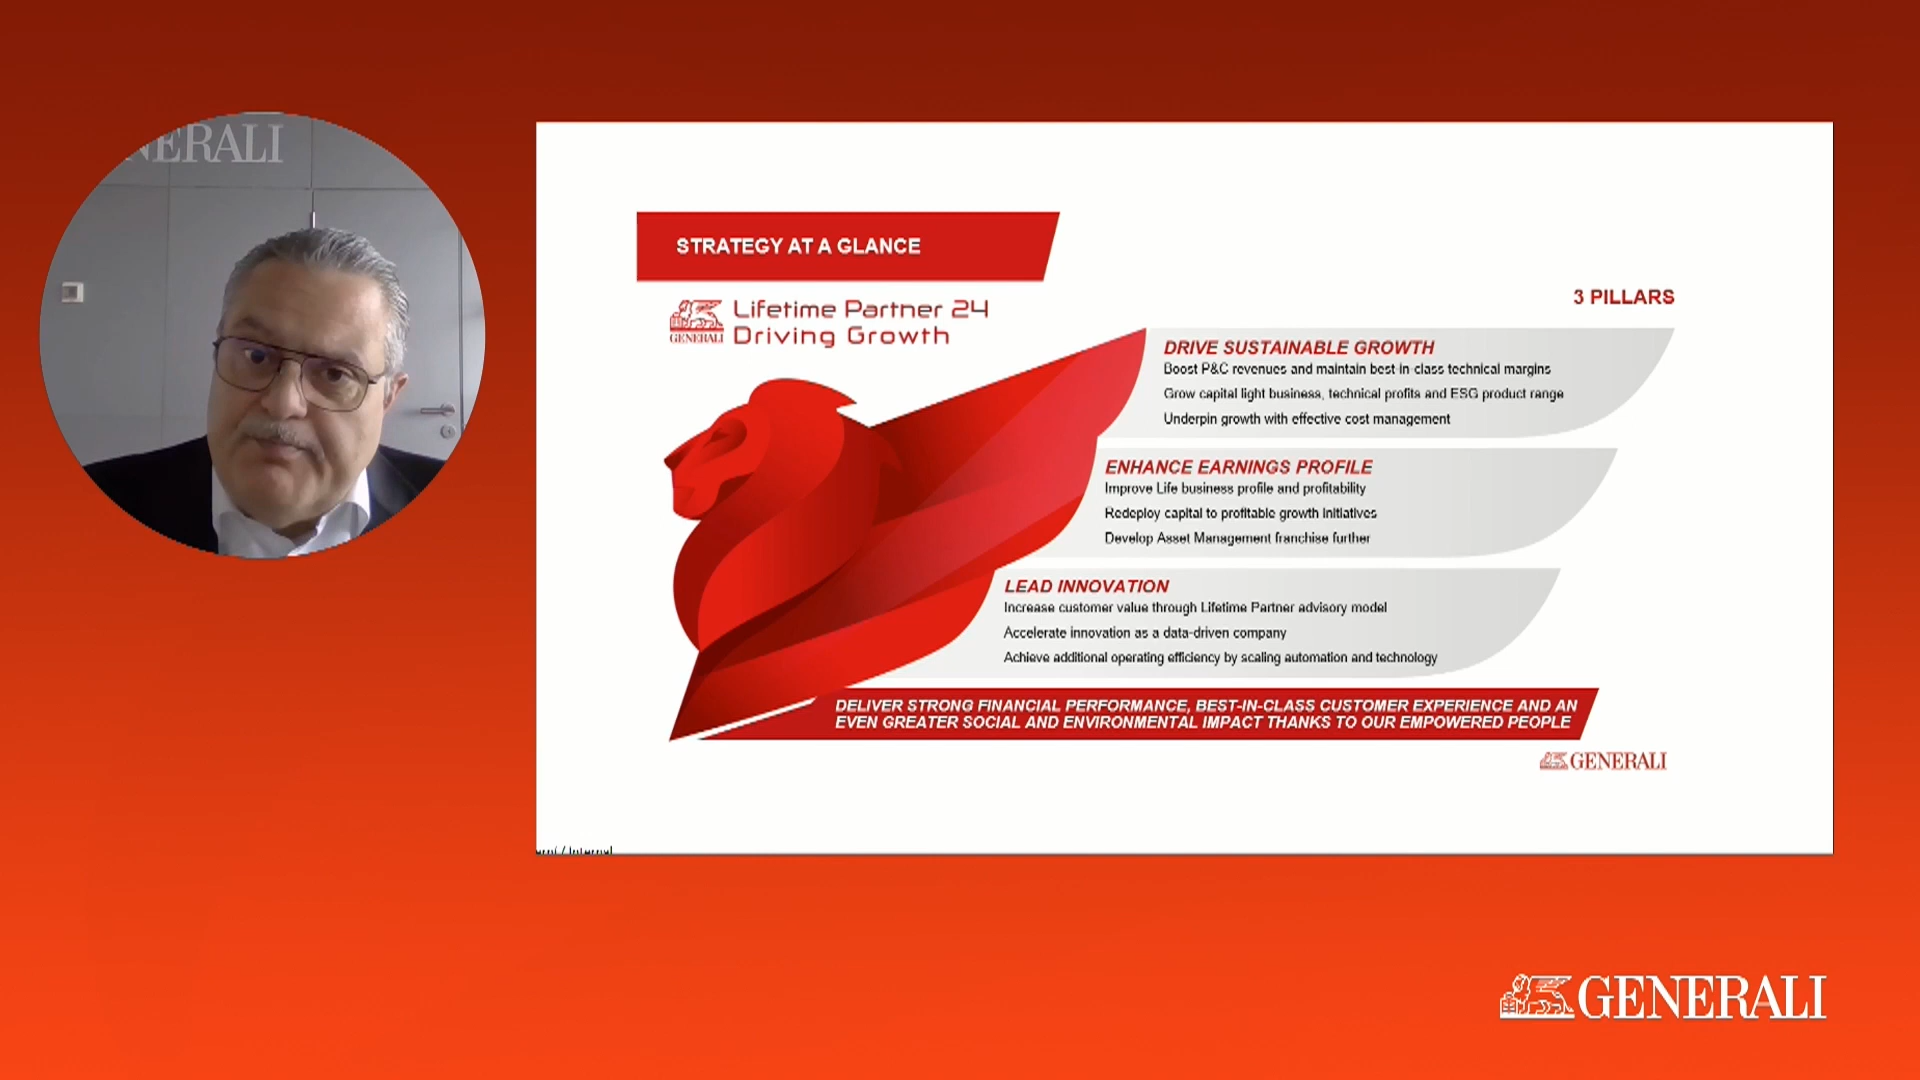 NERALI
STRATEGY AT A GLANCE
GENERALI
Lifetime Partner 24
Driving Growth
3 PILLARS
DRIVE SUSTAINABLE GROWTH
Boost P&C revenues and maintain best-in-class technical margins
Grow capital light business, technical profits and ESG product range
Underpin growth with effective cost management
ENHANCE EARNINGS PROFILE
Improve Life business profile and profitability
Redeploy capital to profitable growth initiatives
Develop Asset Management franchise further
LEAD INNOVATION
Increase customer value through Lifetime Partner advisory model
Accelerate innovation as a data-driven company
Achieve additional operating efficiency by scaling automation and technology
DELIVER STRONG FINANCIAL PERFORMANCE, BEST-IN-CLASS CUSTOMER EXPERIENCE AND AN
EVEN GREATER SOCIAL AND ENVIRONMENTAL IMPACT THANKS TO OUR EMPOWERED PEOPLE
GENERALI
GENERALI